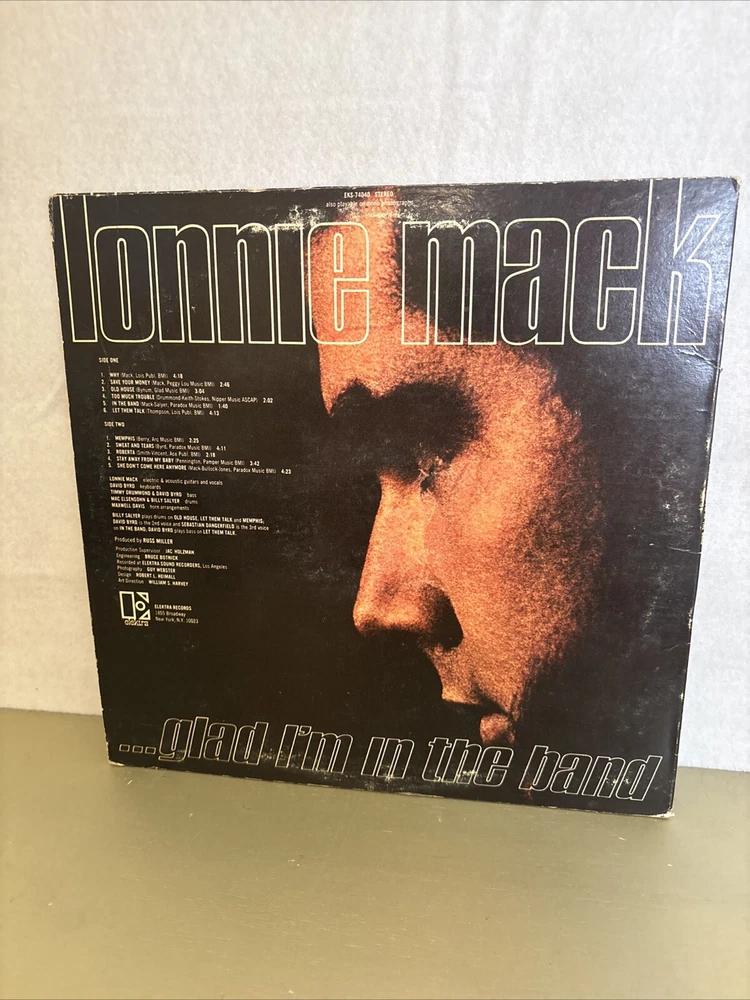 EKS-74040 STEREO
also playable on mono phonographs
lonnie mack
SIDE ONE
1. WHY (Mack, Lois Publ. BMI) 4:18
2. SAVE YOUR MONEY (Mack, Peggy Lou Music BMI) 2:46
3. OLD HOUSE (Bynum, Glad Music BMI) 3:04
4. TOO MUCH TROUBLE (Drummond-Keith-Stokes, Nipper Music ASCAP) 2:02
5. IN THE BAND (Mack-Salyer, Paradox Music BMI) 1:40
6. LET THEM TALK (Thompson, Lois Publ. BMI) 4:13
SIDE TWO
1. MEMPHIS (Berry, Arc Music BMI) 2:25
2. SWEAT AND TEARS (Byrd, Paradox Music BMI) 4:11
3. ROBERTA (Smith-Vincent, Ace Publ. BMI) 2:18
4. STAY AWAY FROM MY BABY (Pennington, Pamper Music BMI) 3:42
5. SHE DON'T COME HERE ANYMORE (Mack-Bullock-Jones, Paradox Music BMI) 4:23
LONNIE MACK electric & acoustic guitars and vocals
DAVID BYRD keyboards
TIMMY DRUMMOND & DAVID BYRD bass
MAC ELSENSOHN & BILLY SALYER drums
MAXWELL DAVIS horn arrangements
BILLY SALYER plays drums on OLD HOUSE, LET THEM TALK and MEMPHIS;
DAVID BYRD is the 2nd voice and SEBASTIAN DANGERFIELD is the 3rd voice
on IN THE BAND; DAVID BYRD plays bass on LET THEM TALK.
Produced by RUSS MILLER
Production Supervisor JAC HOLZMAN
Engineering BRUCE BOTNICK
Recorded at ELEKTRA SOUND RECORDERS, Los Angeles
Photography GUY WEBSTER
Design ROBERT L. HEIMALL
Art Direction WILLIAM S. HARVEY
elektra
ELEKTRA RECORDS
1855 Broadway
New York, N.Y. 10023
...glad I'm in the band